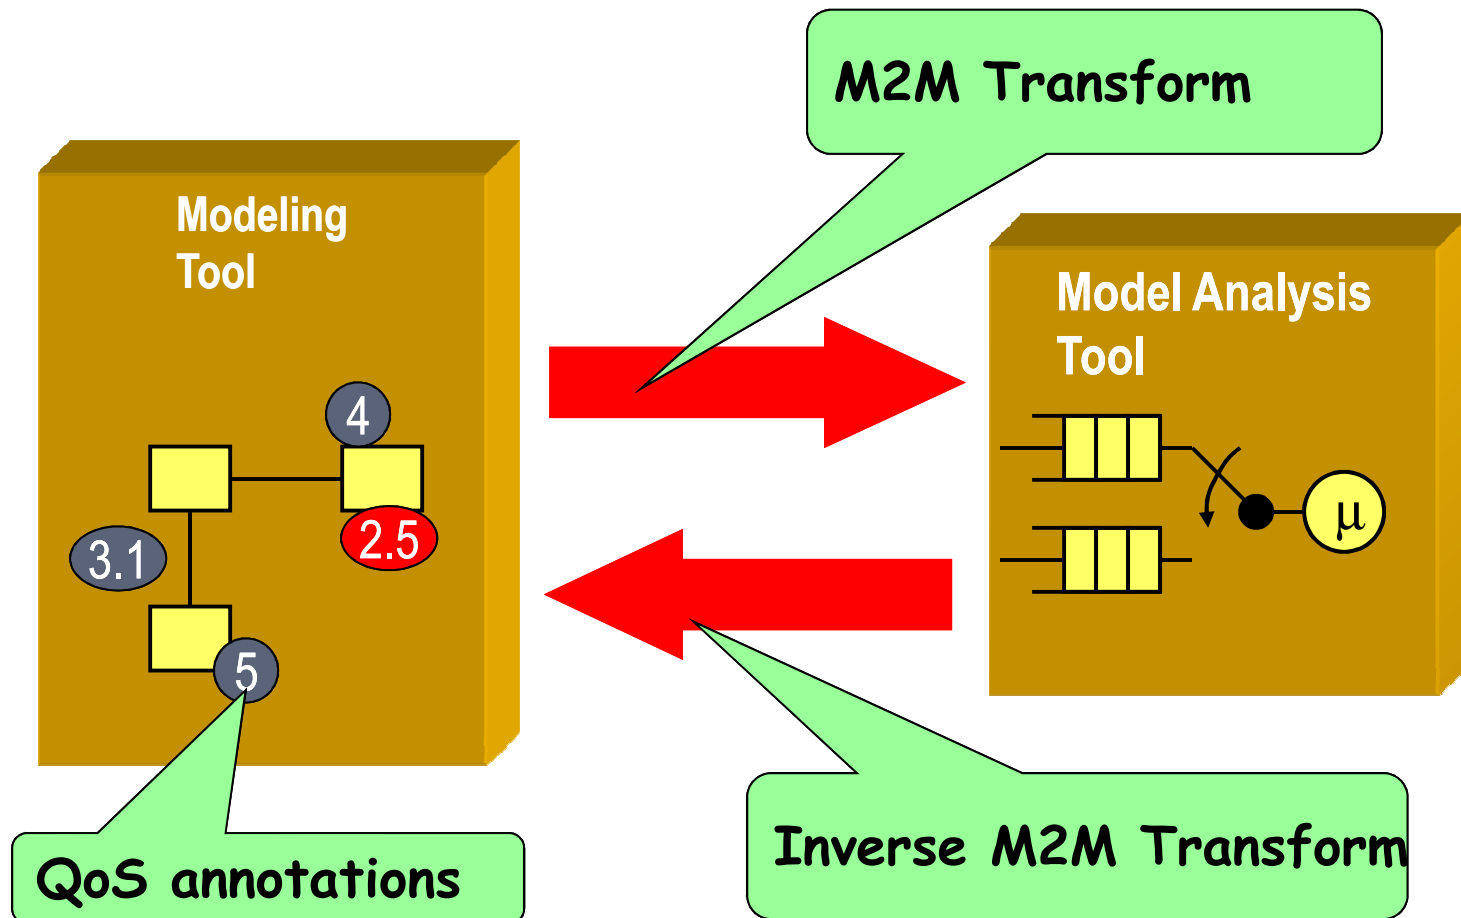 M2M Transform
Modeling
Tool
Model Analysis
Tool
4
2.5
3.1
5
μ
QoS annotations
Inverse M2M Transform